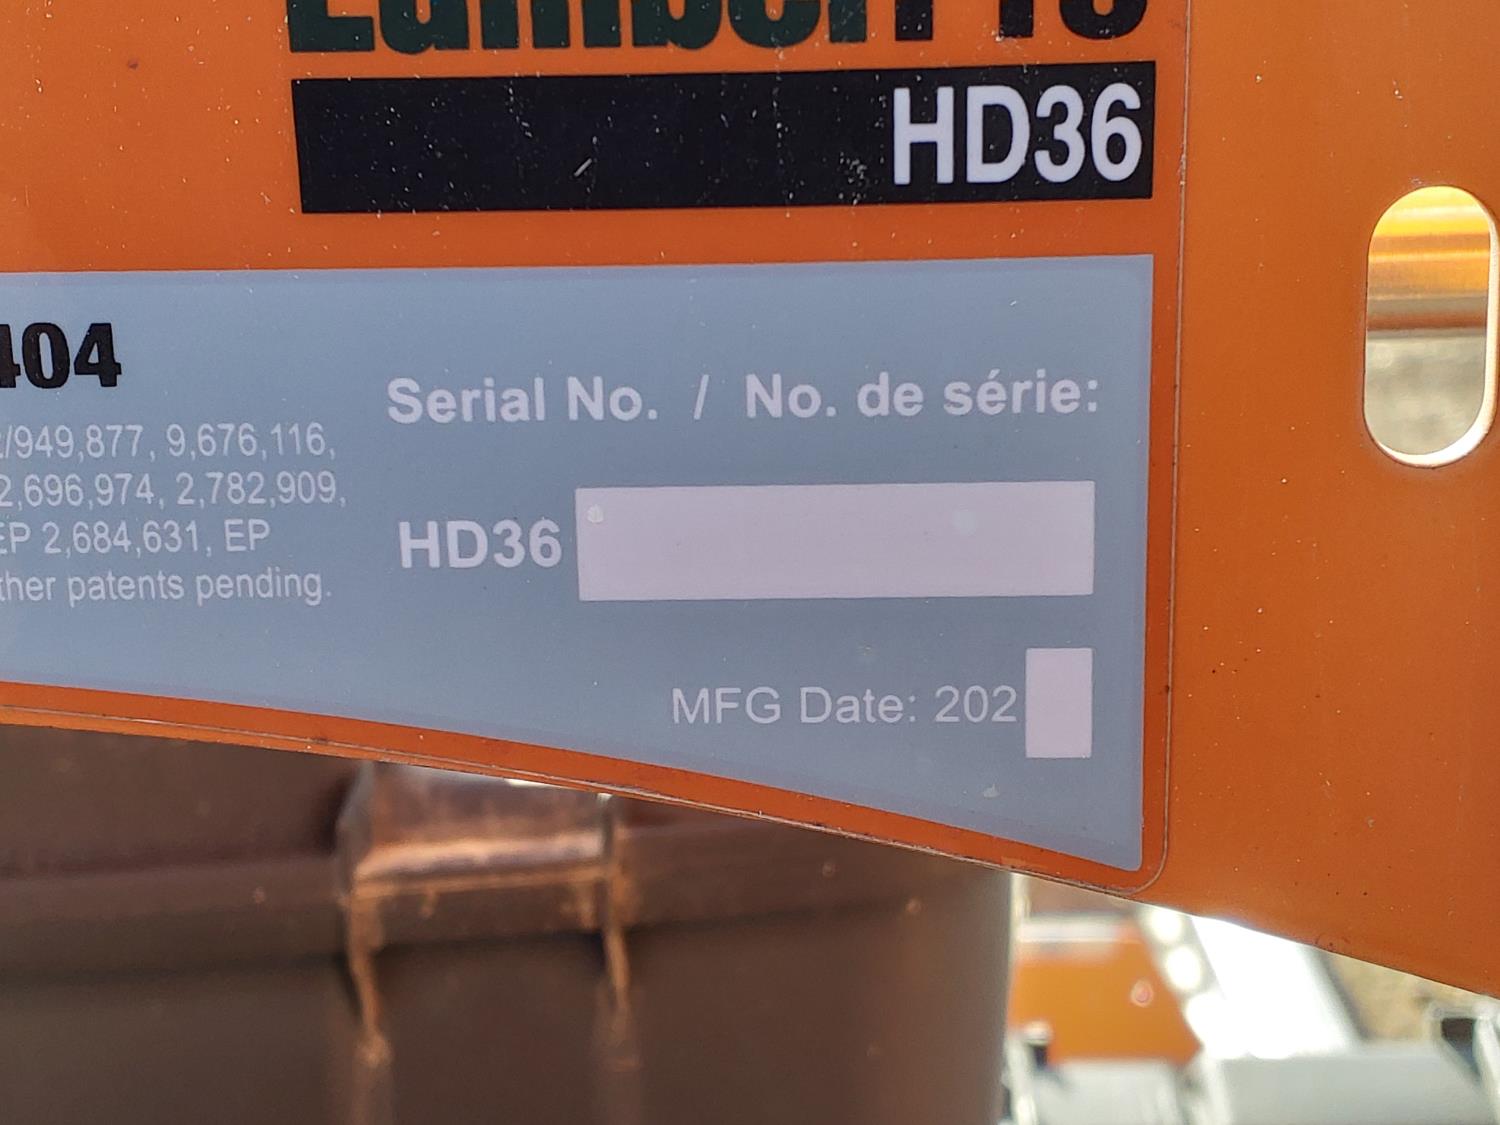 LumberPro
HD36
404
Serial No. / No. de série:
/949,877, 9,676,116,
2,696,974, 2,782,909,
HD36
EP 2,684,631, EP
ther patents pending.
MFG Date: 202